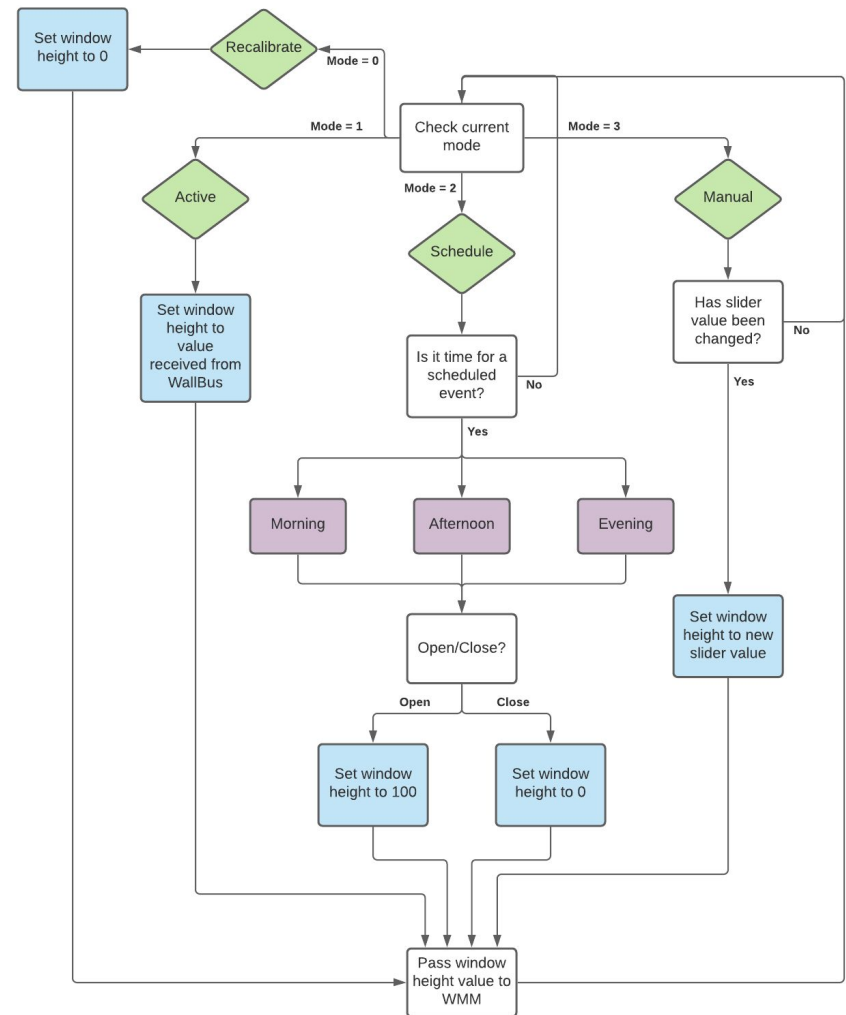 Set window
height to 0
Recalibrate
Mode = 0
Check current
mode
Mode = 1
Mode = 3
Mode = 2
Active
Schedule
Manual
Set window
height to
value
received from
WallBus
Is it time for a
scheduled
event?
No
Yes
Has slider
value been
changed?
No
Yes
Morning
Afternoon
Evening
Open/Close?
Open
Close
Set window
height to 100
Set window
height to 0
Set window
height to new
slider value
Pass window
height value to
WMM